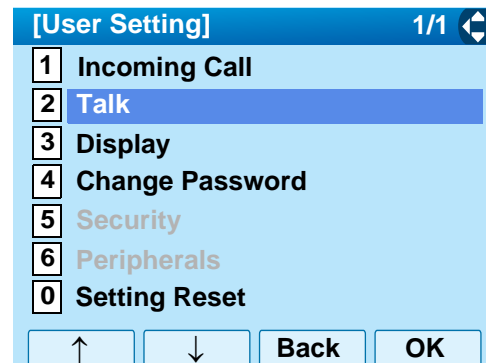 [User Setting] 1/1
1 Incoming Call
2 Talk
3 Display
4 Change Password
5 Security
6 Peripherals
0 Setting Reset
↑ ↓ Back OK